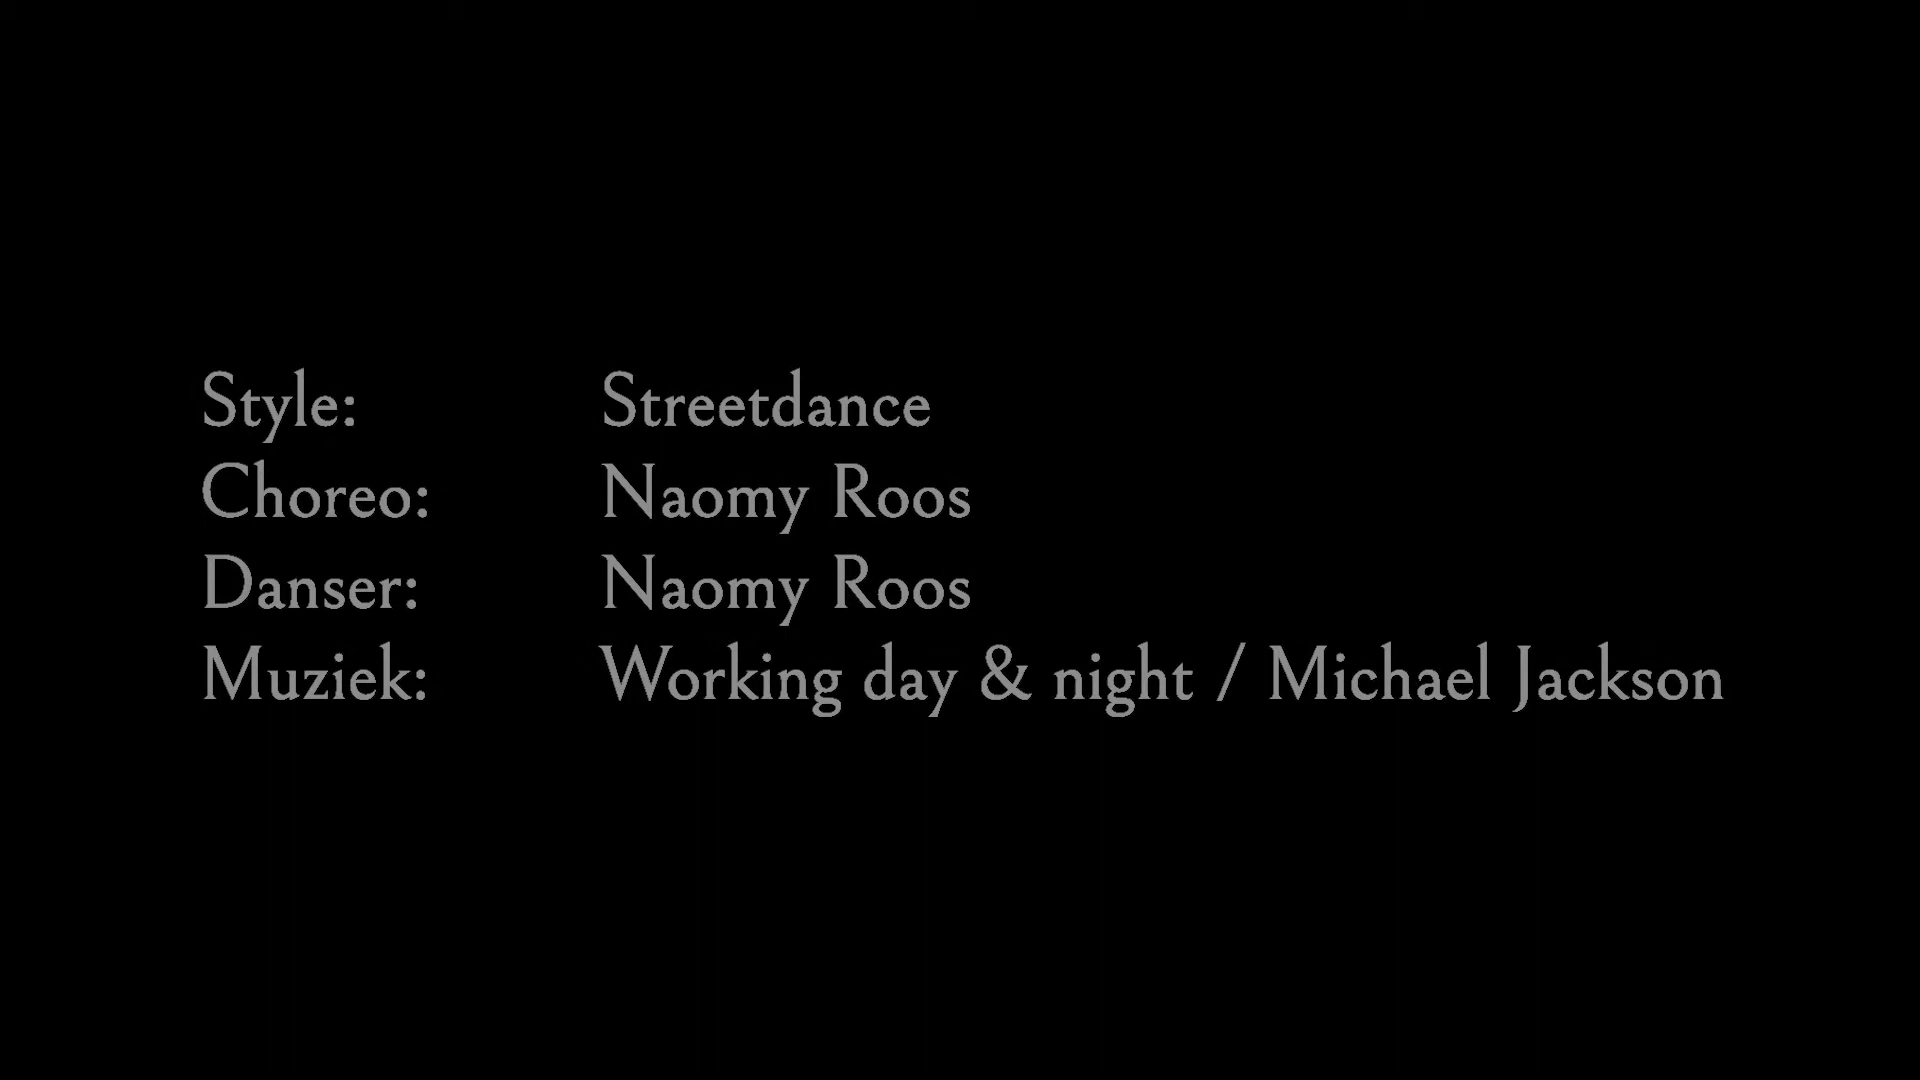 Style: Streetdance
Choreo: Naomy Roos
Danser: Naomy Roos
Muziek: Working day & night / Michael Jackson